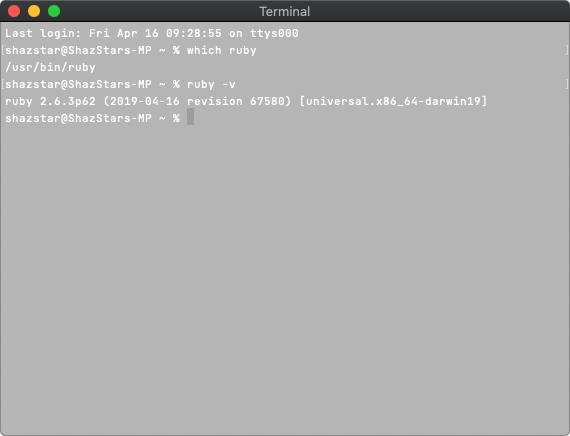 Terminal
Last login: Fri Apr 16 09:28:55 on ttys000
[shazstar@ShazStars-MP ~ % which ruby ]
/usr/bin/ruby
[shazstar@ShazStars-MP ~ % ruby -v ]
ruby 2.6.3p62 (2019-04-16 revision 67580) [universal.x86_64-darwin19]
shazstar@ShazStars-MP ~ %